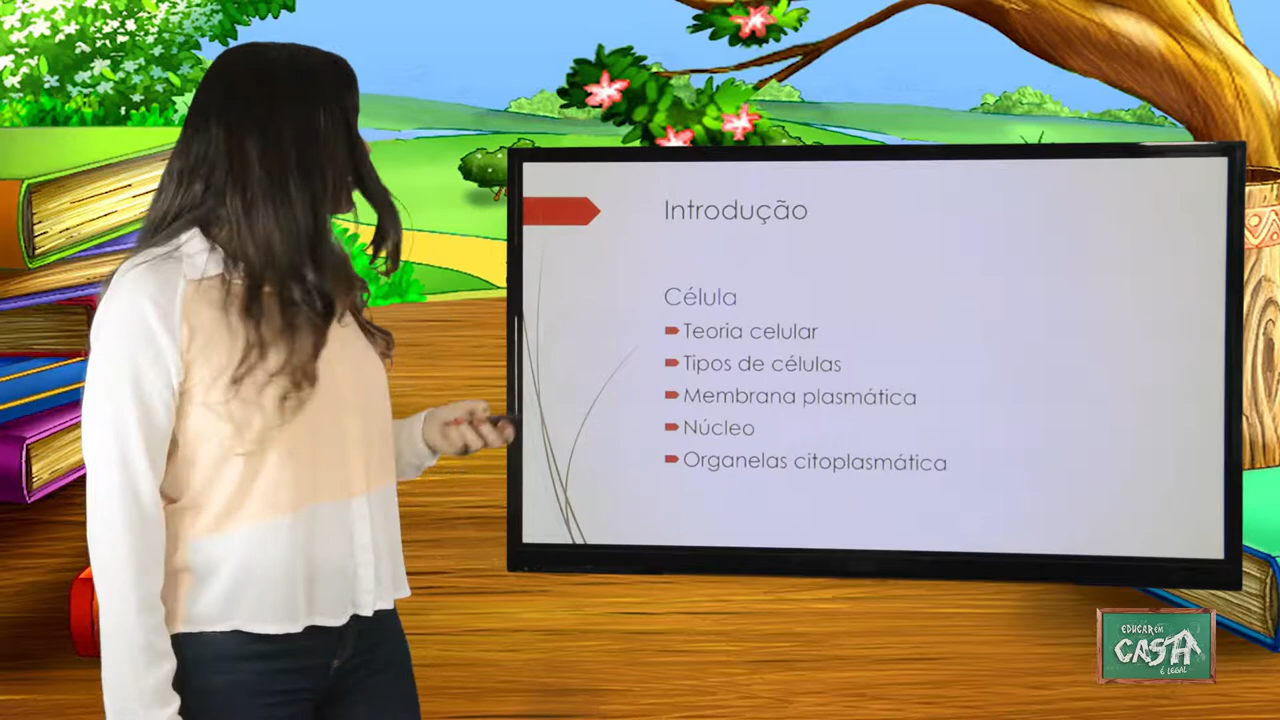 Introdução
Célula
Teoria celular
Tipos de células
Membrana plasmática
Núcleo
Organelas citoplasmática
EDUCAR EM
CASA
É LEGAL